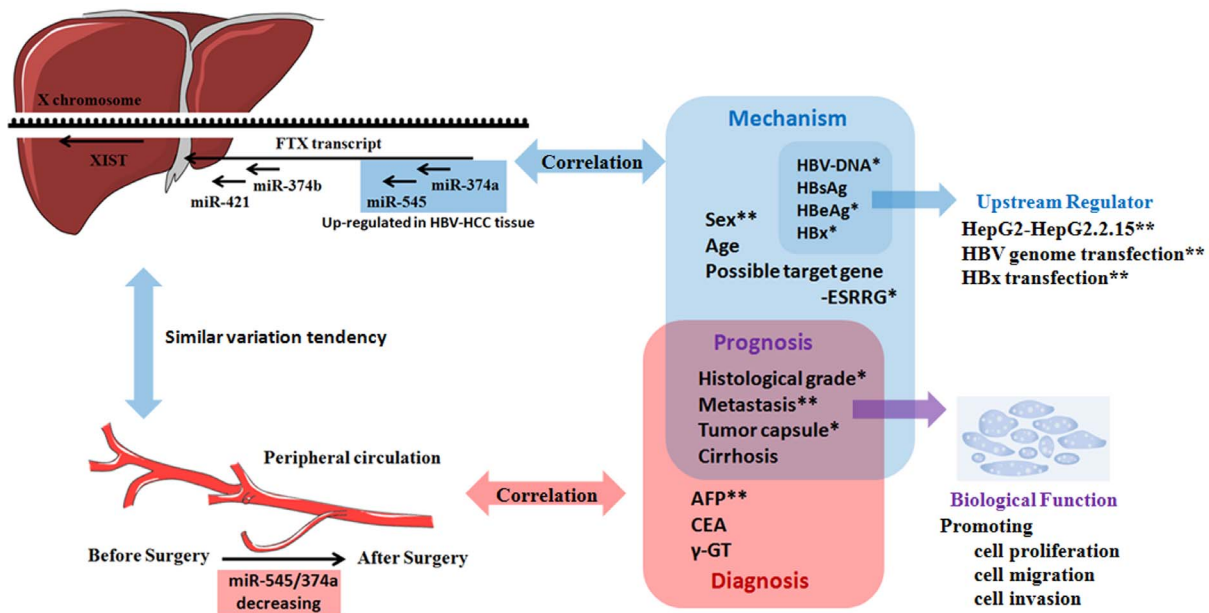 X chromosome
XIST
FTX transcript
miR-374b
miR-421
miR-374a
miR-545
Up-regulated in HBV-HCC tissue
Correlation
Similar variation tendency
Peripheral circulation
Before Surgery
After Surgery
miR-545/374a
decreasing
Correlation
Mechanism
HBV-DNA*
HBsAg
HBeAg*
HBx*
Sex**
Age
Possible target gene
-ESRRG*
Prognosis
Histological grade*
Metastasis**
Tumor capsule*
Cirrhosis
AFP**
CEA
γ-GT
Diagnosis
Upstream Regulator
HepG2-HepG2.2.15**
HBV genome transfection**
HBx transfection**
Biological Function
Promoting
cell proliferation
cell migration
cell invasion